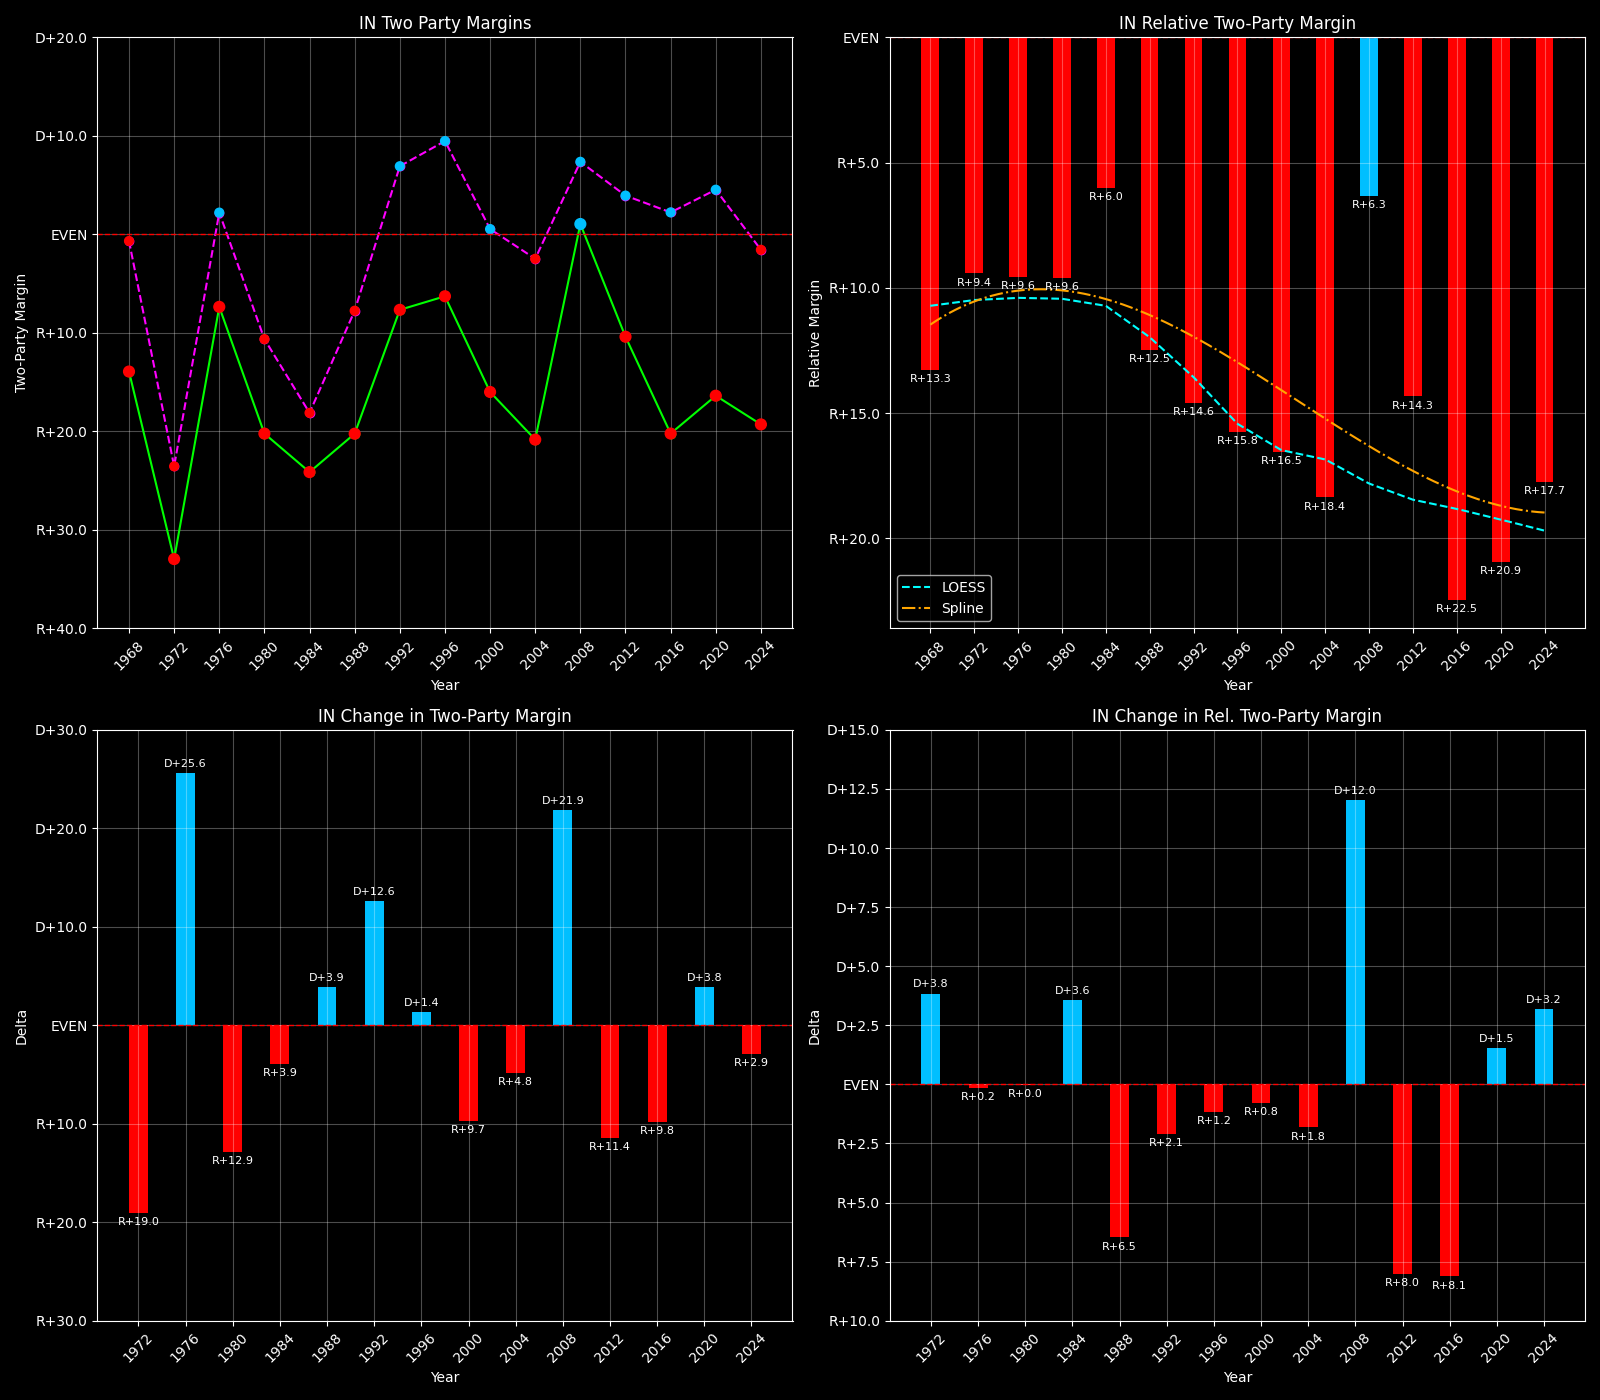 IN Two Party Margins
D+20.0
D+10.0
EVEN
R+10.0
R+20.0
R+30.0
R+40.0
Two-Party Margin
1968 1972 1976 1980 1984 1988 1992 1996 2000 2004 2008 2012 2016 2020 2024
Year
IN Relative Two-Party Margin
EVEN
R+5.0
R+10.0
R+15.0
R+20.0
Relative Margin
R+13.3
R+9.4
R+9.6
R+9.6
R+6.0
R+12.5
R+14.6
R+15.8
R+16.5
R+18.4
R+6.3
R+14.3
R+22.5
R+20.9
R+17.7
LOESS
Spline
1968 1972 1976 1980 1984 1988 1992 1996 2000 2004 2008 2012 2016 2020 2024
Year
IN Change in Two-Party Margin
D+30.0
D+20.0
D+10.0
EVEN
R+10.0
R+20.0
R+30.0
Delta
R+19.0
D+25.6
R+12.9
R+3.9
D+3.9
D+12.6
D+1.4
R+9.7
R+4.8
D+21.9
R+11.4
R+9.8
D+3.8
R+2.9
1972 1976 1980 1984 1988 1992 1996 2000 2004 2008 2012 2016 2020 2024
Year
IN Change in Rel. Two-Party Margin
D+15.0
D+12.5
D+10.0
D+7.5
D+5.0
D+2.5
EVEN
R+2.5
R+5.0
R+7.5
R+10.0
Delta
D+3.8
R+0.2
R+0.0
D+3.6
R+6.5
R+2.1
R+1.2
R+0.8
R+1.8
D+12.0
R+8.0
R+8.1
D+1.5
D+3.2
1972 1976 1980 1984 1988 1992 1996 2000 2004 2008 2012 2016 2020 2024
Year